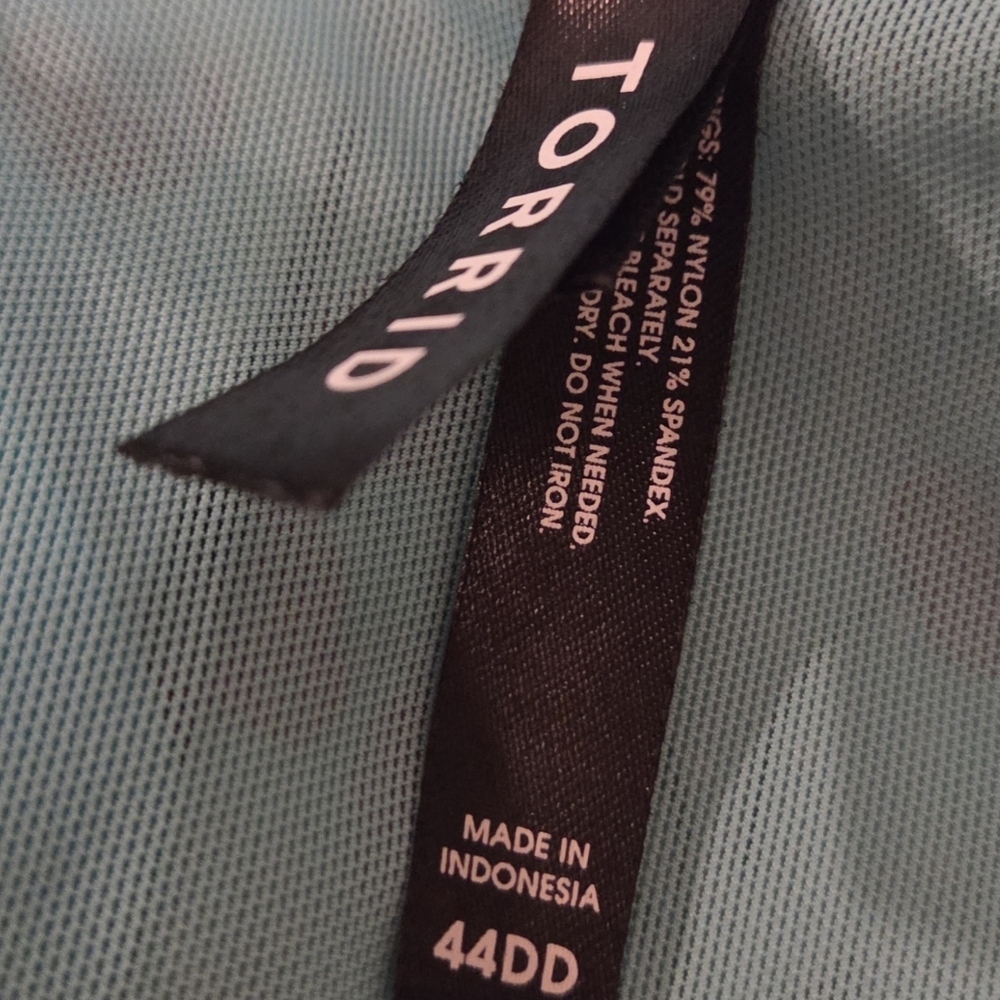 TORRID
79% NYLON 21% SPANDEX.
SEPARATELY.
BLEACH WHEN NEEDED.
DRY. DO NOT IRON.
MADE IN
INDONESIA
44DD